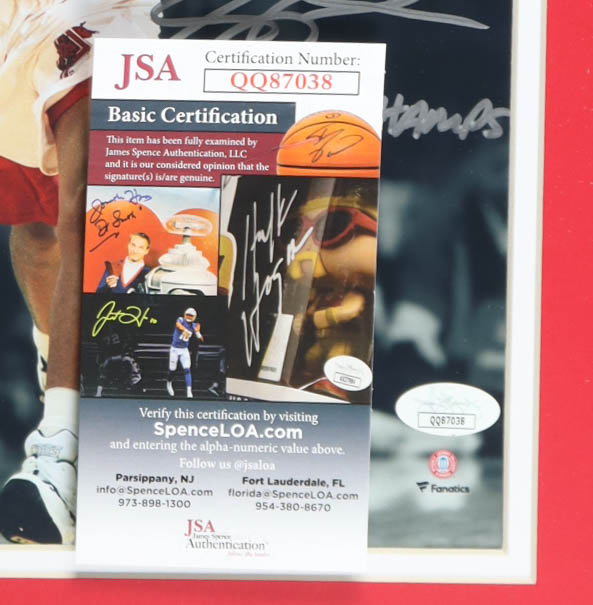 JSA
Certification Number:
QQ87038
Basic Certification
This item has been fully examined by
James Spence Authentication, LLC
and it is our considered opinion that the
signature(s) is/are genuine.
Verify this certification by visiting
SpenceLOA.com
and entering the alpha-numeric value above.
Follow us @jsaloa
Parsippany, NJ
info@SpenceLOA.com
973-898-1300
Fort Lauderdale, FL
florida@SpenceLOA.com
954-380-8670
JSA
James Spence
Authentication
QQ87038
Fanatics